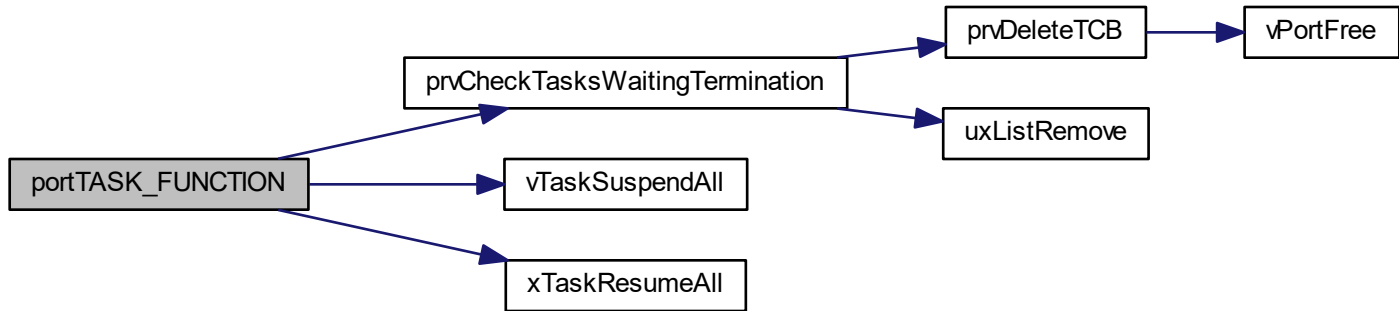 prvDeleteTCB
vPortFree
prvCheckTasksWaitingTermination
uxListRemove
portTASK_FUNCTION
vTaskSuspendAll
xTaskResumeAll